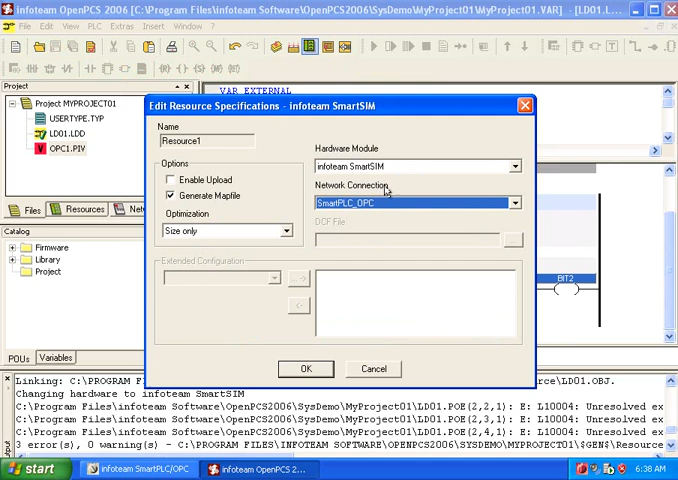 infoteam OpenPCS 2006 [C:\Program Files\infoteam Software\OpenPCS2006\SysDemo\MyProject01\MyProject01.VAR] - [LD01.L...
File Edit View PLC Extras Insert
Project
Project MYPROJECT01
USERTYPE.TYP
LD01.LDD
OPC1.PIV
Files Resources
Catalog
Firmware
Library
Project
POUs Variables
VAR_EXTERNAL
BIT2
Edit Resource Specifications - infoteam SmartSIM
Name
Resource1
Options
Enable Upload
Generate Mapfile
Optimization
Size only
Hardware Module
infoteam SmartSIM
Network Connection
SmartPLC_OPC
DCF File
...
Extended Configuration
... ->
<-
OK Cancel
Output
Linking: C:\PROGRAM F
Changing hardware to infoteam SmartSIM
C:\Program Files\infoteam Software\OpenPCS2006\SysDemo\MyProject01\LD01.POE(2,2,1): E: L10004: Unresolved ex
C:\Program Files\infoteam Software\OpenPCS2006\SysDemo\MyProject01\LD01.POE(2,3,1): E: L10004: Unresolved ex
C:\Program Files\infoteam Software\OpenPCS2006\SysDemo\MyProject01\LD01.POE(2,4,1): E: L10004: Unresolved ex
3 error(s), 0 warning(s) - C:\PROGRAM FILES\INFOTEAM SOFTWARE\OPENPCS2006\SYSDEMO\MYPROJECT01\$GEN$\Resource
urce\LD01.OBJ.
start infoteam SmartPLC/OPC infoteam OpenPCS 2... 6:38 AM